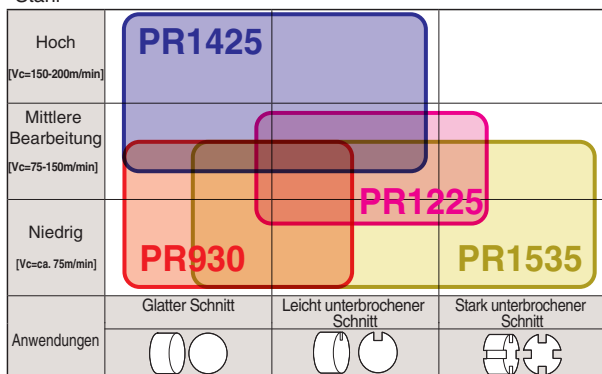 Stahl
Hoch
[Vc=150-200m/min]
PR1425
Mittlere
Bearbeitung
[Vc=75-150m/min]
PR1225
Niedrig
[Vc=ca. 75m/min]
PR930
PR1535
Anwendungen
Glatter Schnitt
Leicht unterbrochener
Schnitt
Stark unterbrochener
Schnitt